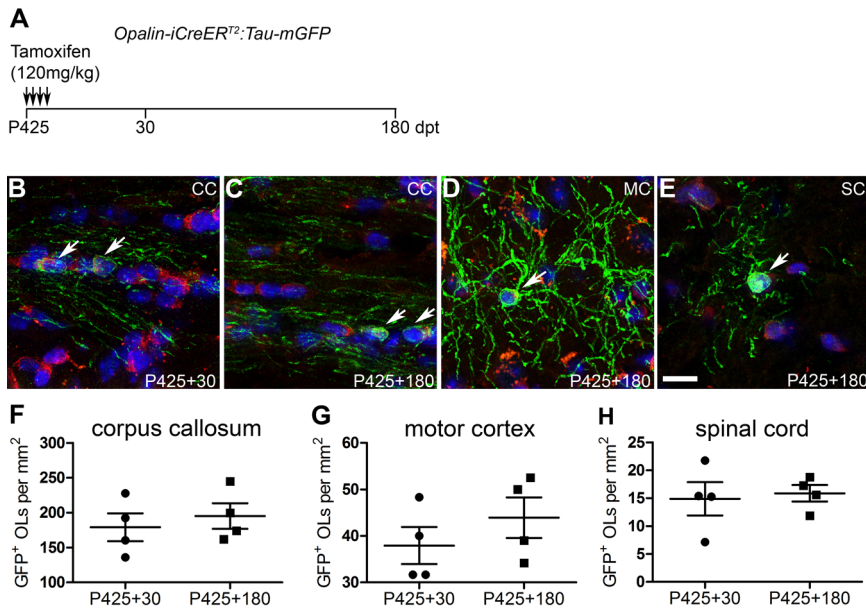 A
Opalin-iCreERT2:Tau-mGFP
Tamoxifen
(120mg/kg)
P425
30
180 dpt
B
CC
P425+30
C
CC
P425+180
D
MC
P425+180
E
SC
P425+180
F
corpus callosum
GFP+ OLs per mm2
300
250
200
150
100
P425+30
P425+180
G
motor cortex
GFP+ OLs per mm2
60
50
40
30
P425+30
P425+180
H
spinal cord
GFP+ OLs per mm2
25
20
15
10
5
0
P425+30
P425+180